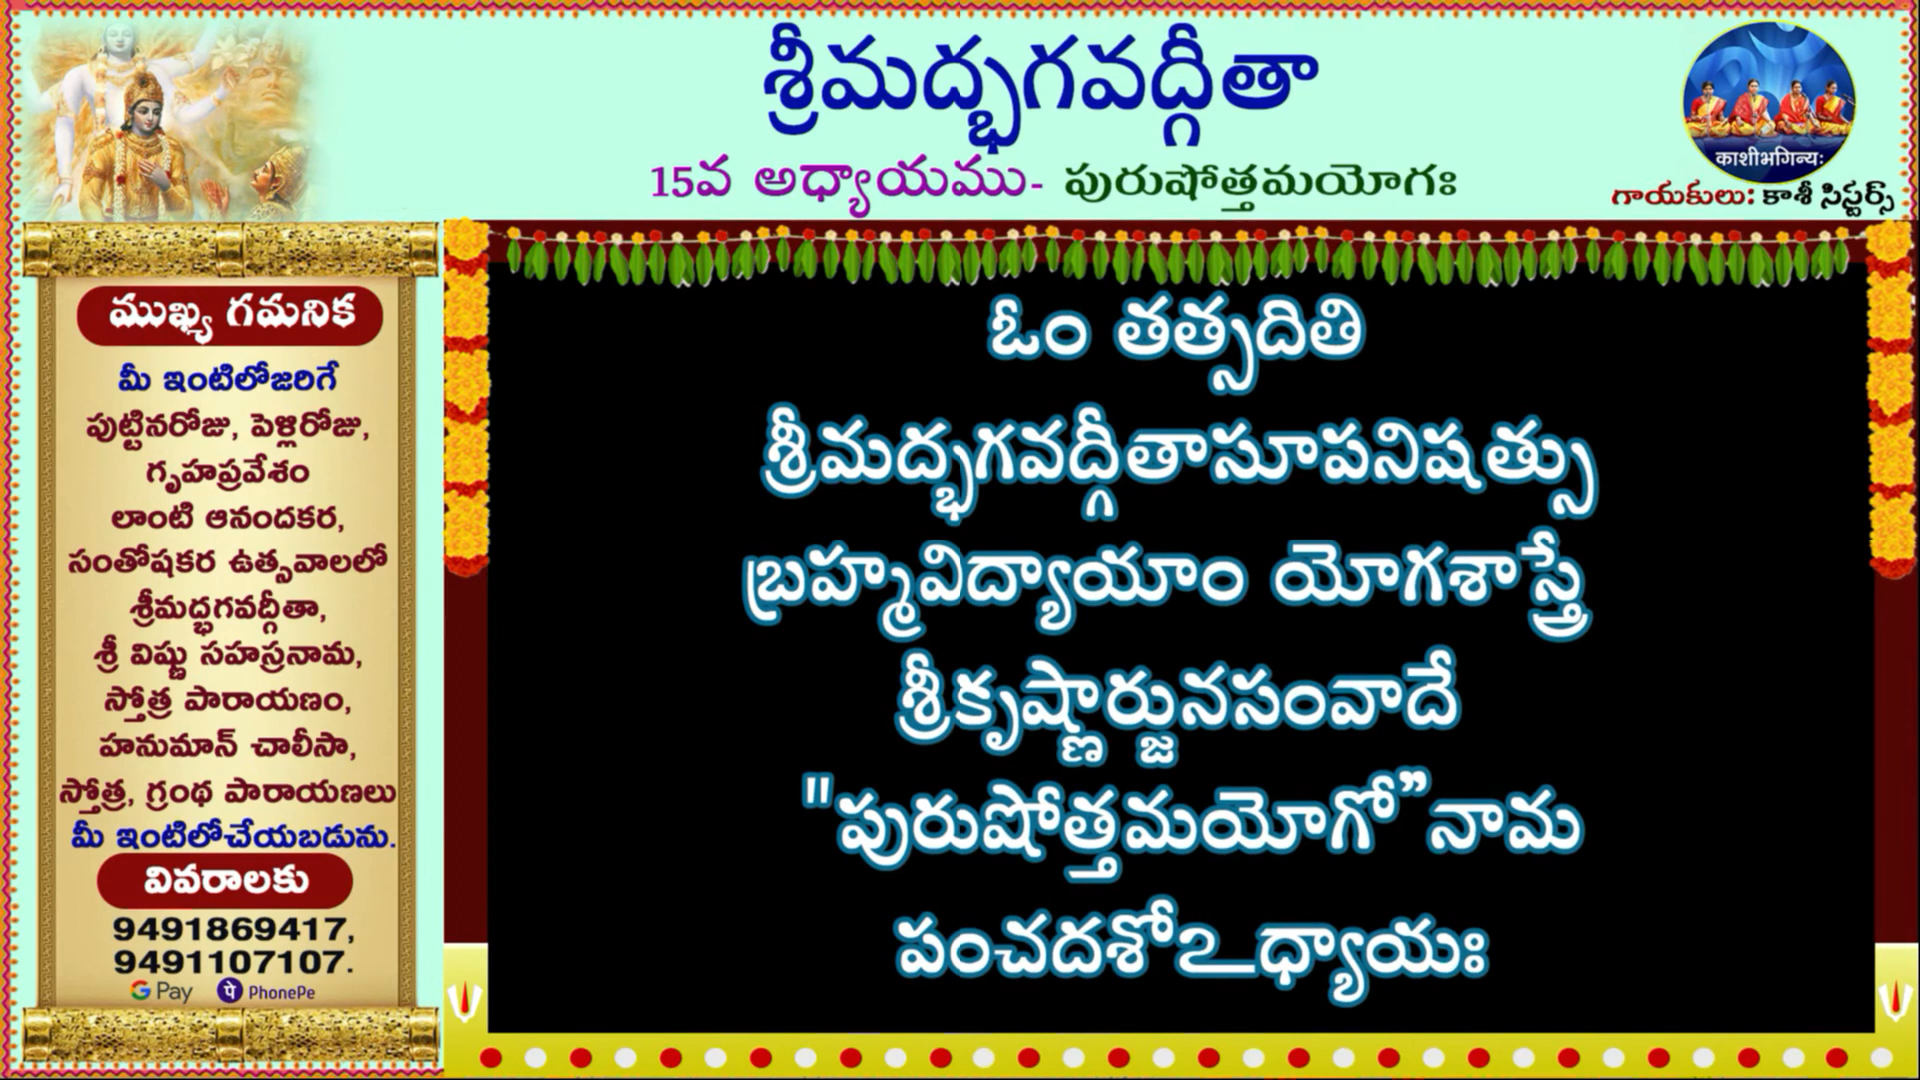 శ్రీమద్భగవద్గీతా
15వ అధ్యాయము- పురుషోత్తమయోగః
काशीभगिन्यः
గాయకులు: కాశీ సిస్టర్స్
ముఖ్య గమనిక
మీ ఇంటిలోజరిగే
పుట్టినరోజు, పెళ్లిరోజు,
గృహప్రవేశం
లాంటి ఆనందకర,
సంతోషకర ఉత్సవాలలో
శ్రీమద్భగవద్గీతా,
శ్రీ విష్ణు సహస్రనామ,
స్తోత్ర పారాయణం,
హనుమాన్ చాలీసా,
స్తోత్ర, గ్రంథ పారాయణలు
మీ ఇంటిలోచేయబడును.
వివరాలకు
9491869417,
9491107107.
G Pay पे PhonePe
ఓం తత్సదితి
శ్రీమద్భగవద్గీతాసూపనిషత్సు
బ్రహ్మవిద్యాయాం యోగశాస్త్రే
శ్రీకృష్ణార్జునసంవాదే
"పురుషోత్తమయోగో” నామ
పంచదశోఽధ్యాయః